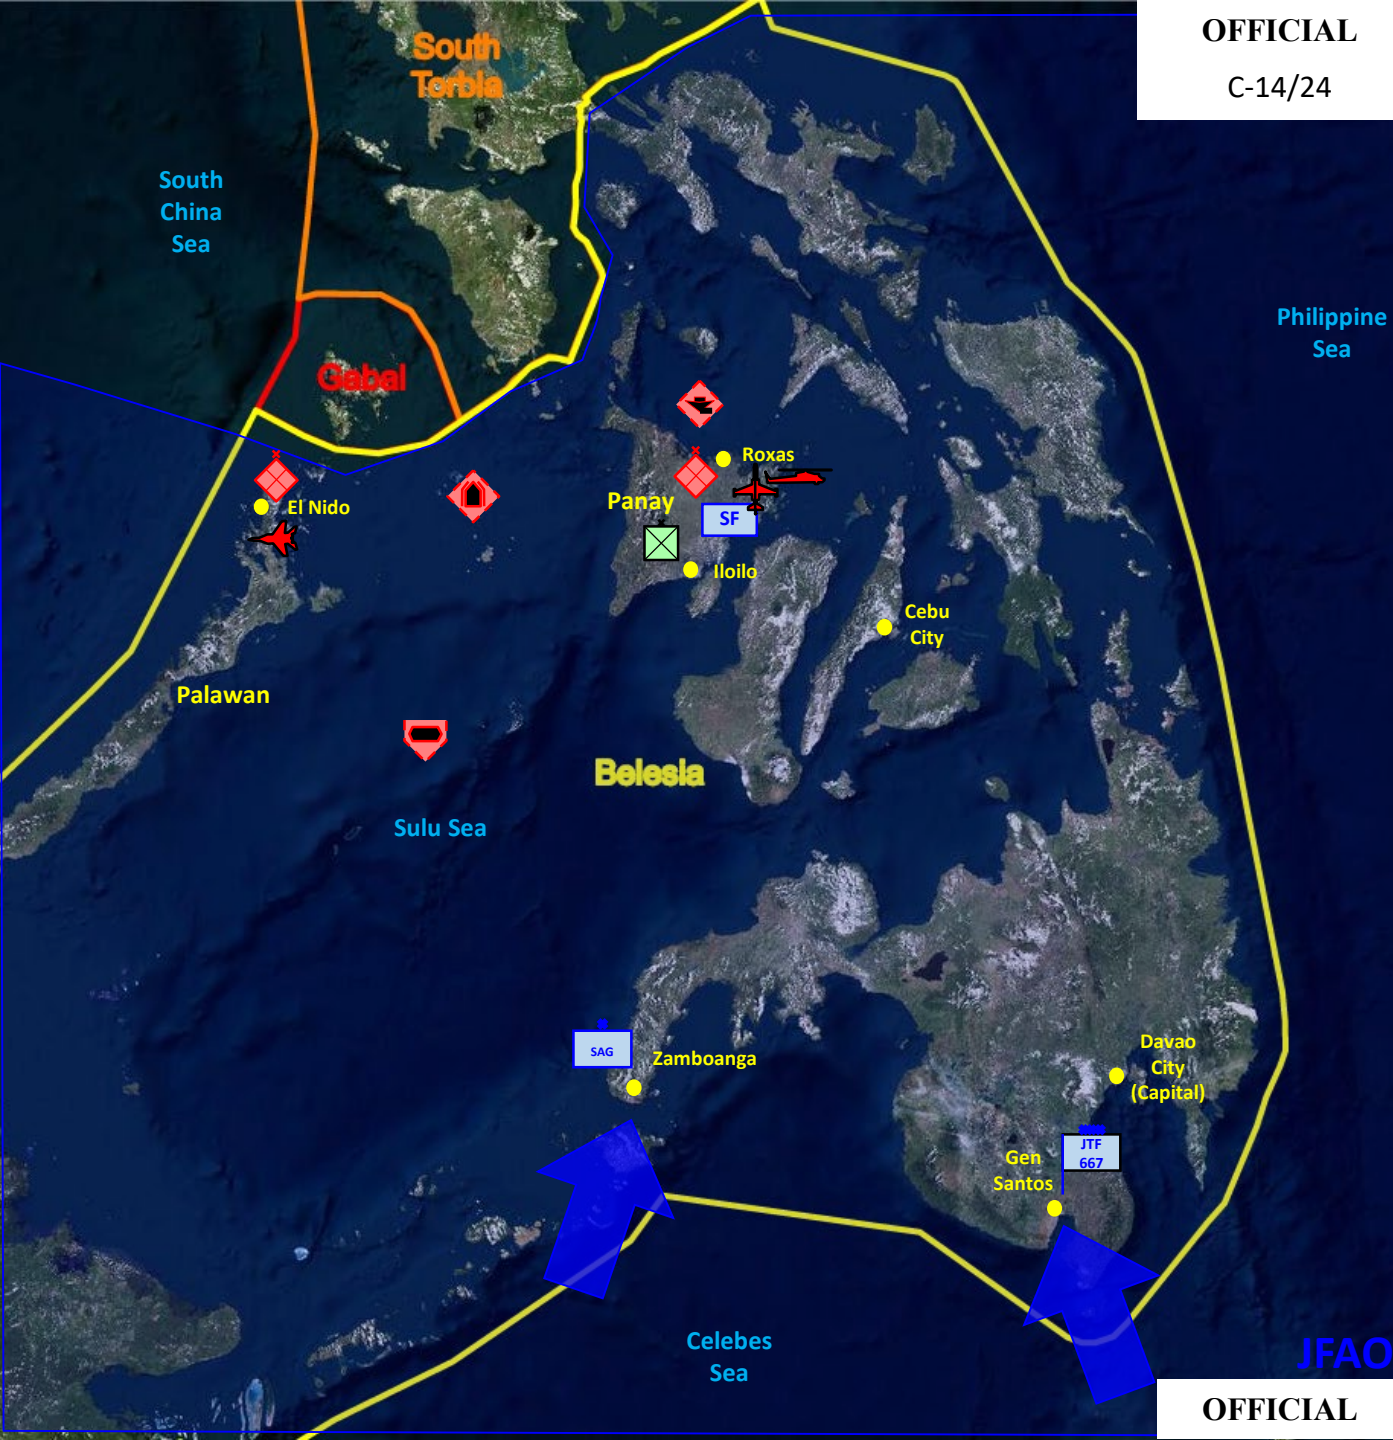 OFFICIAL
C-14/24
South
Torbia
South
China
Sea
Philippine
Sea
Gabal
Roxas
El Nido
Panay
SF
Iloilo
Cebu
City
Palawan
Belesia
Sulu Sea
SAG
Zamboanga
Davao
City
(Capital)
JTF
667
Gen
Santos
Celebes
Sea
JFAO
OFFICIAL